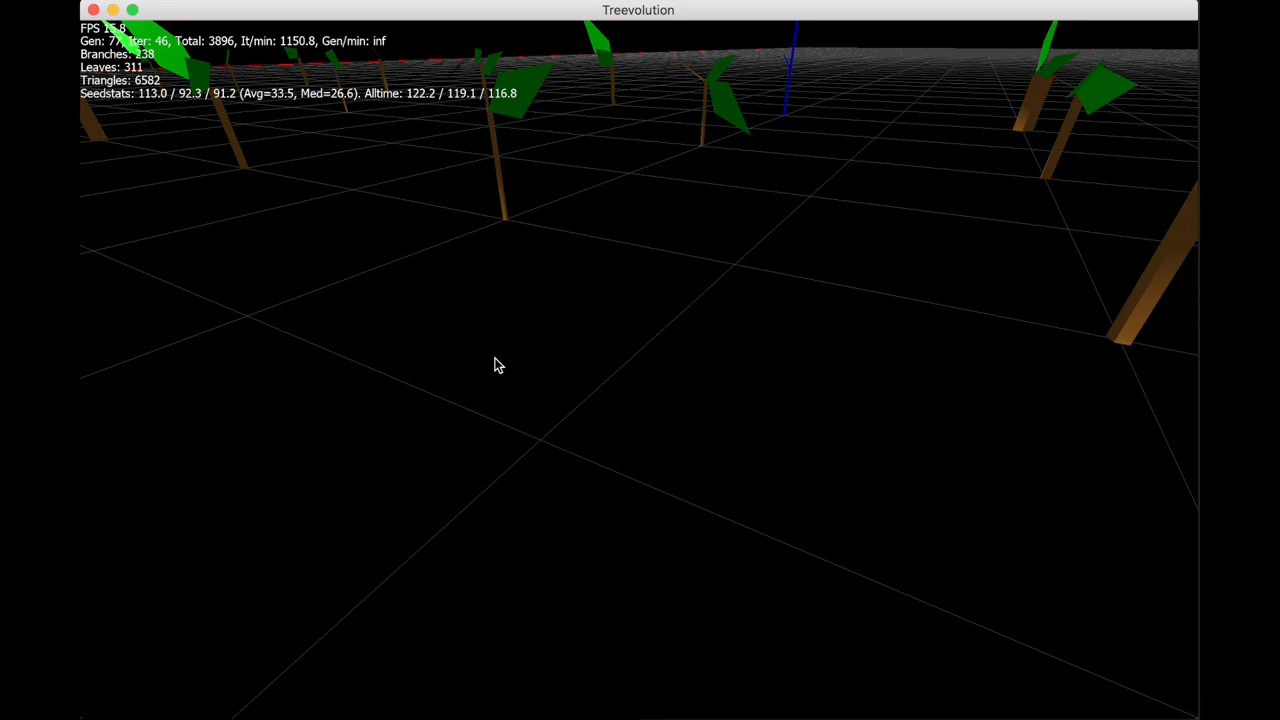 Treevolution
FPS 15.8
Gen: 77, Iter: 46, Total: 3896, It/min: 1150.8, Gen/min: inf
Branches: 238
Leaves: 311
Triangles: 6582
Seedstats: 113.0 / 92.3 / 91.2 (Avg=33.5, Med=26.6). Alltime: 122.2 / 119.1 / 116.8